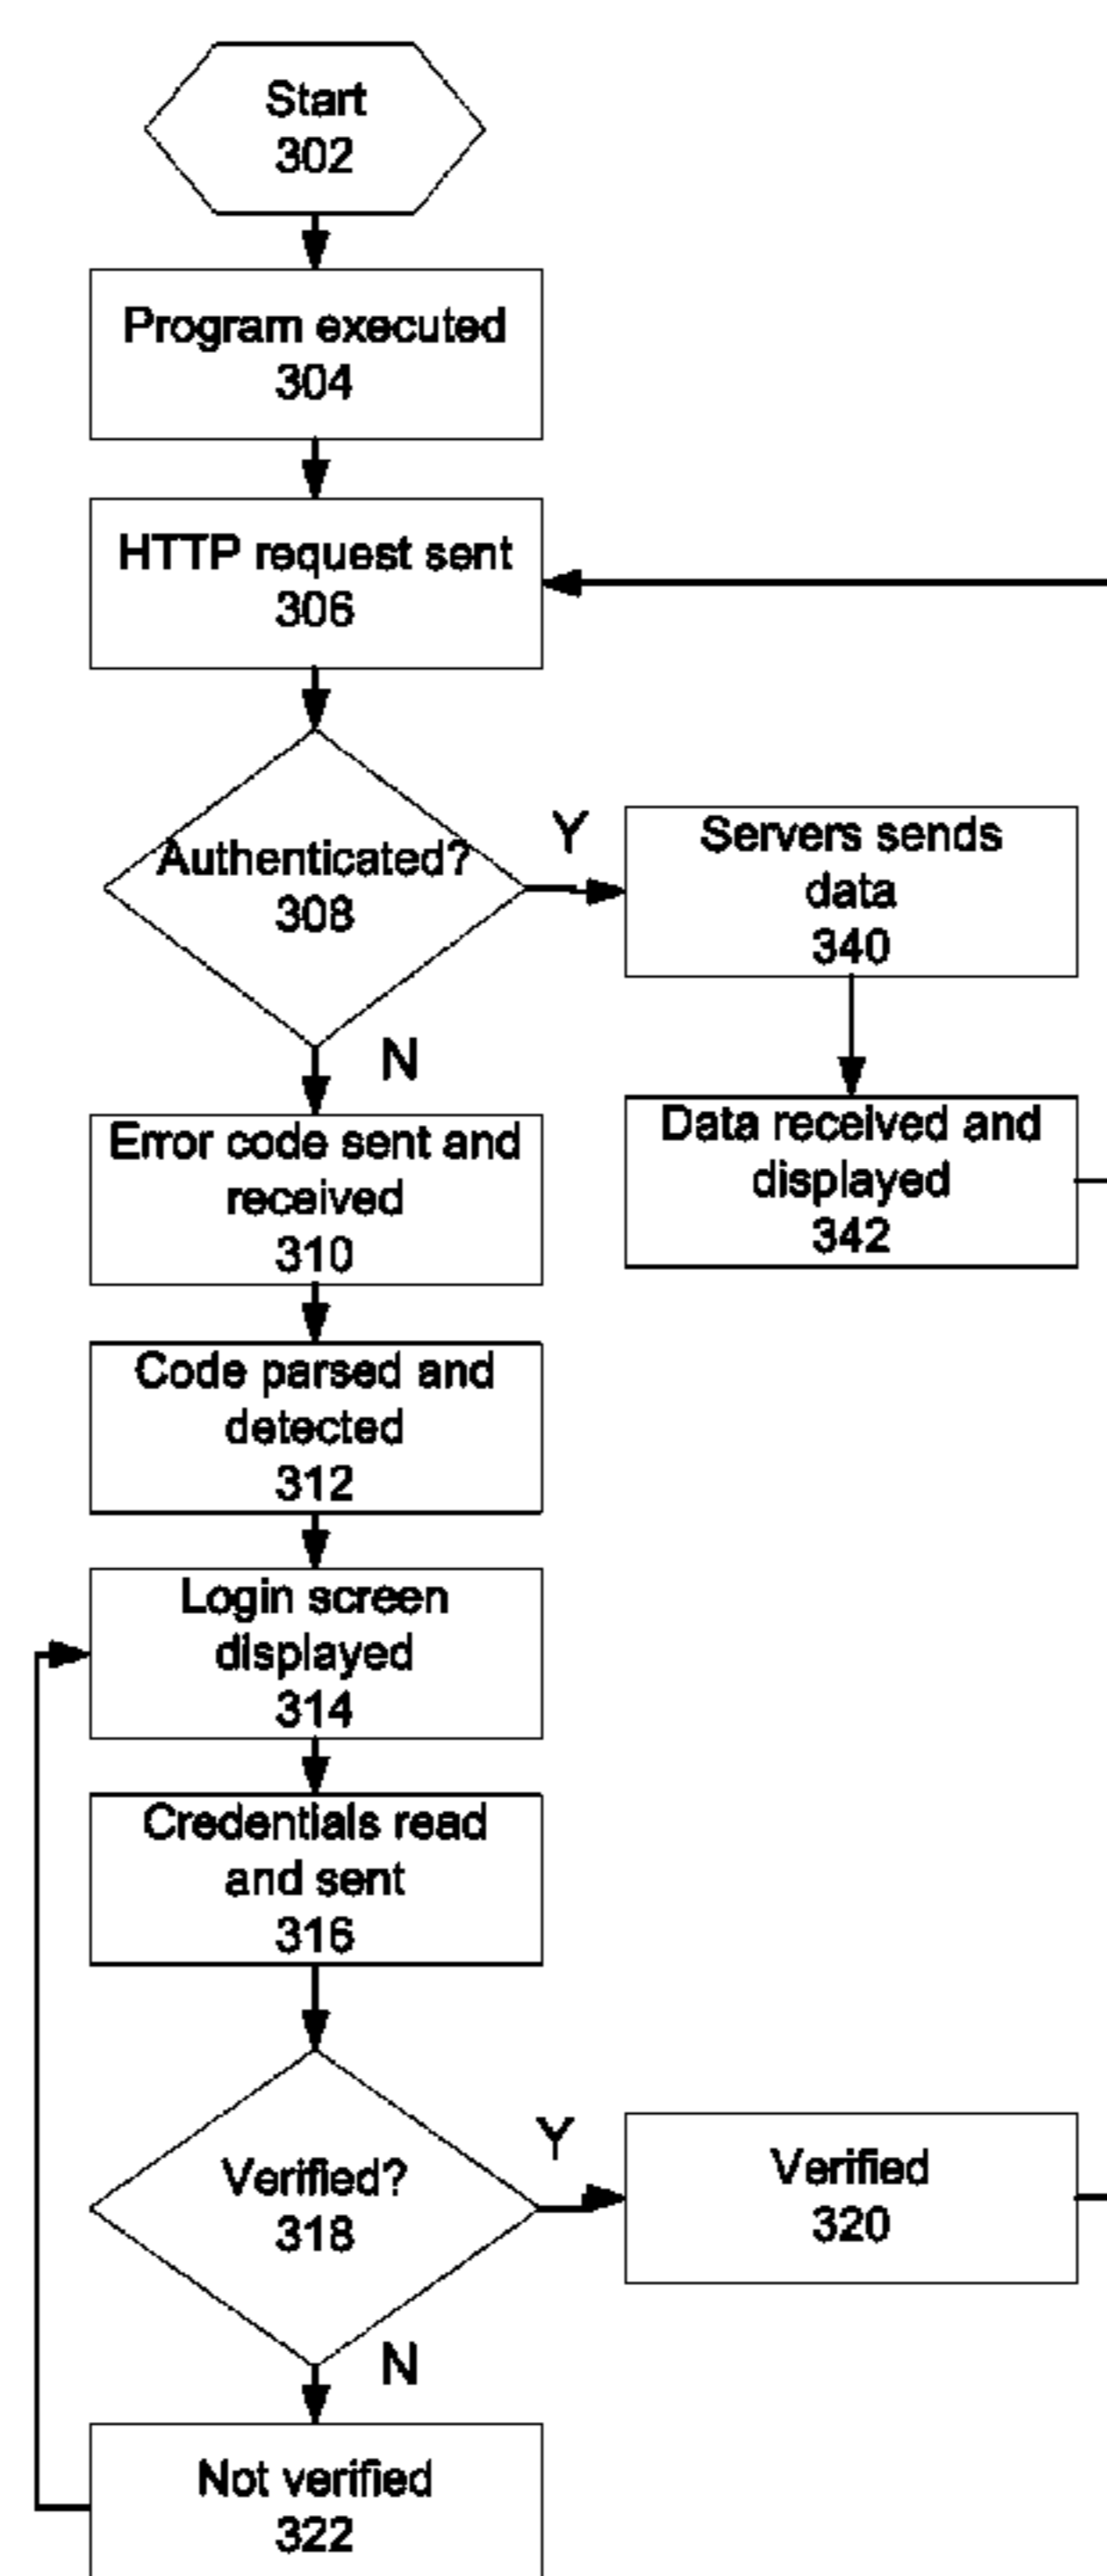 Start
302
Program executed
304
HTTP request sent
306
Authenticated?
308
Y
Servers sends
data
340
N
Data received and
displayed
342
Error code sent and
received
310
Code parsed and
detected
312
Login screen
displayed
314
Credentials read
and sent
316
Verified?
318
Y
Verified
320
N
Not verified
322